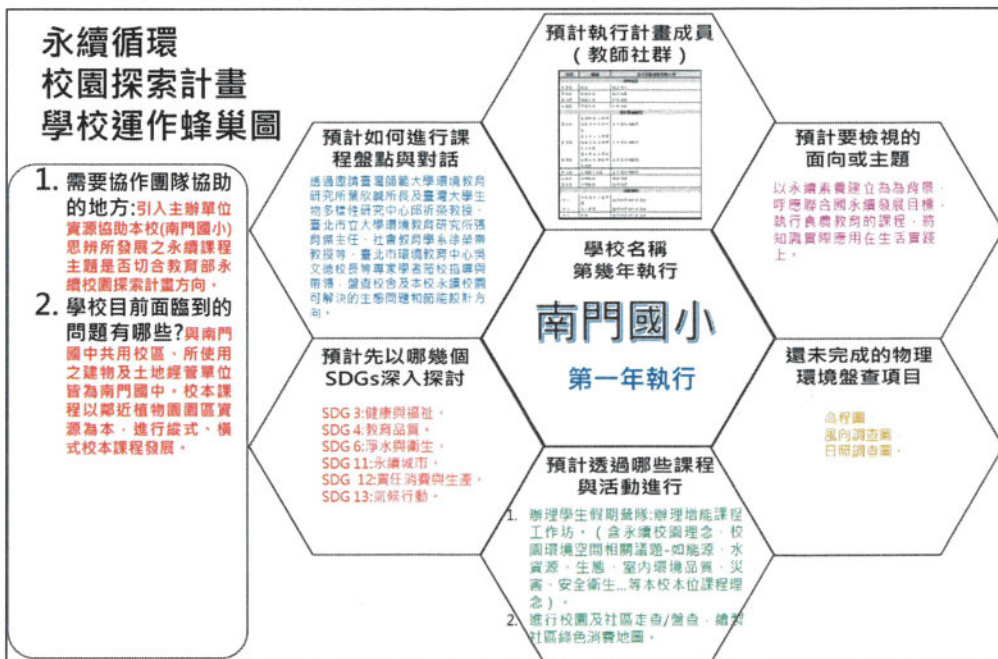 永續循環
校園探索計畫
學校運作蜂巢圖
1. 需要協作團隊協助
的地方:引入主辦單位
資源協助本校(南門國小)
思辨所發展之永續課程
主題是否切合教育部永
續校園探索計畫方向。
2. 學校目前面臨到的
問題有哪些?與南門
國中共用校區、所使用
之建物及土地經管單位
皆為南門國中。校本課
程以鄰近植物園園區資
源為本，進行縱式、橫
式校本課程發展。
預計如何進行課
程盤點與對話
透過邀請臺灣師範大學環境教育
研究所葉欣誠所長及臺灣大學生
物多樣性研究中心邱祈榮教授、
臺北市立大學環境教育研究所張
育傑主任、社會教育學系徐榮崇
教授等、臺北市環境教育中心吳
文德校長等專家學者蒞校指導與
帶領，盤查校舍及本校永續校園
可解決的生態問題和節能設計方
向。
預計先以哪幾個
SDGs深入探討
SDG 3:健康與福祉。
SDG 4:教育品質。
SDG 6:淨水與衛生。
SDG 11:永續城市。
SDG 12:責任消費與生產。
SDG 13:氣候行動。
預計執行計畫成員
（教師社群）
學校名稱
第幾年執行
南門國小
第一年執行
預計透過哪些課程
與活動進行
1. 辦理學生假期營隊:辦理增能課程
工作坊。（含永續校園理念、校
園環境空間相關議題-如能源、水
資源、生態、室內環境品質、災
害、安全衛生...等本校本位課程理
念）。
2. 進行校園及社區走查/盤查，繪製
社區綠色消費地圖。
預計要檢視的
面向或主題
以永續素養建立為為背景，
呼應聯合國永續發展目標，
執行食農教育的課程，將
知識實際應用在生活實踐
上。
還未完成的物理
環境盤查項目
高程圖
風向調查圖
日照調查圖。